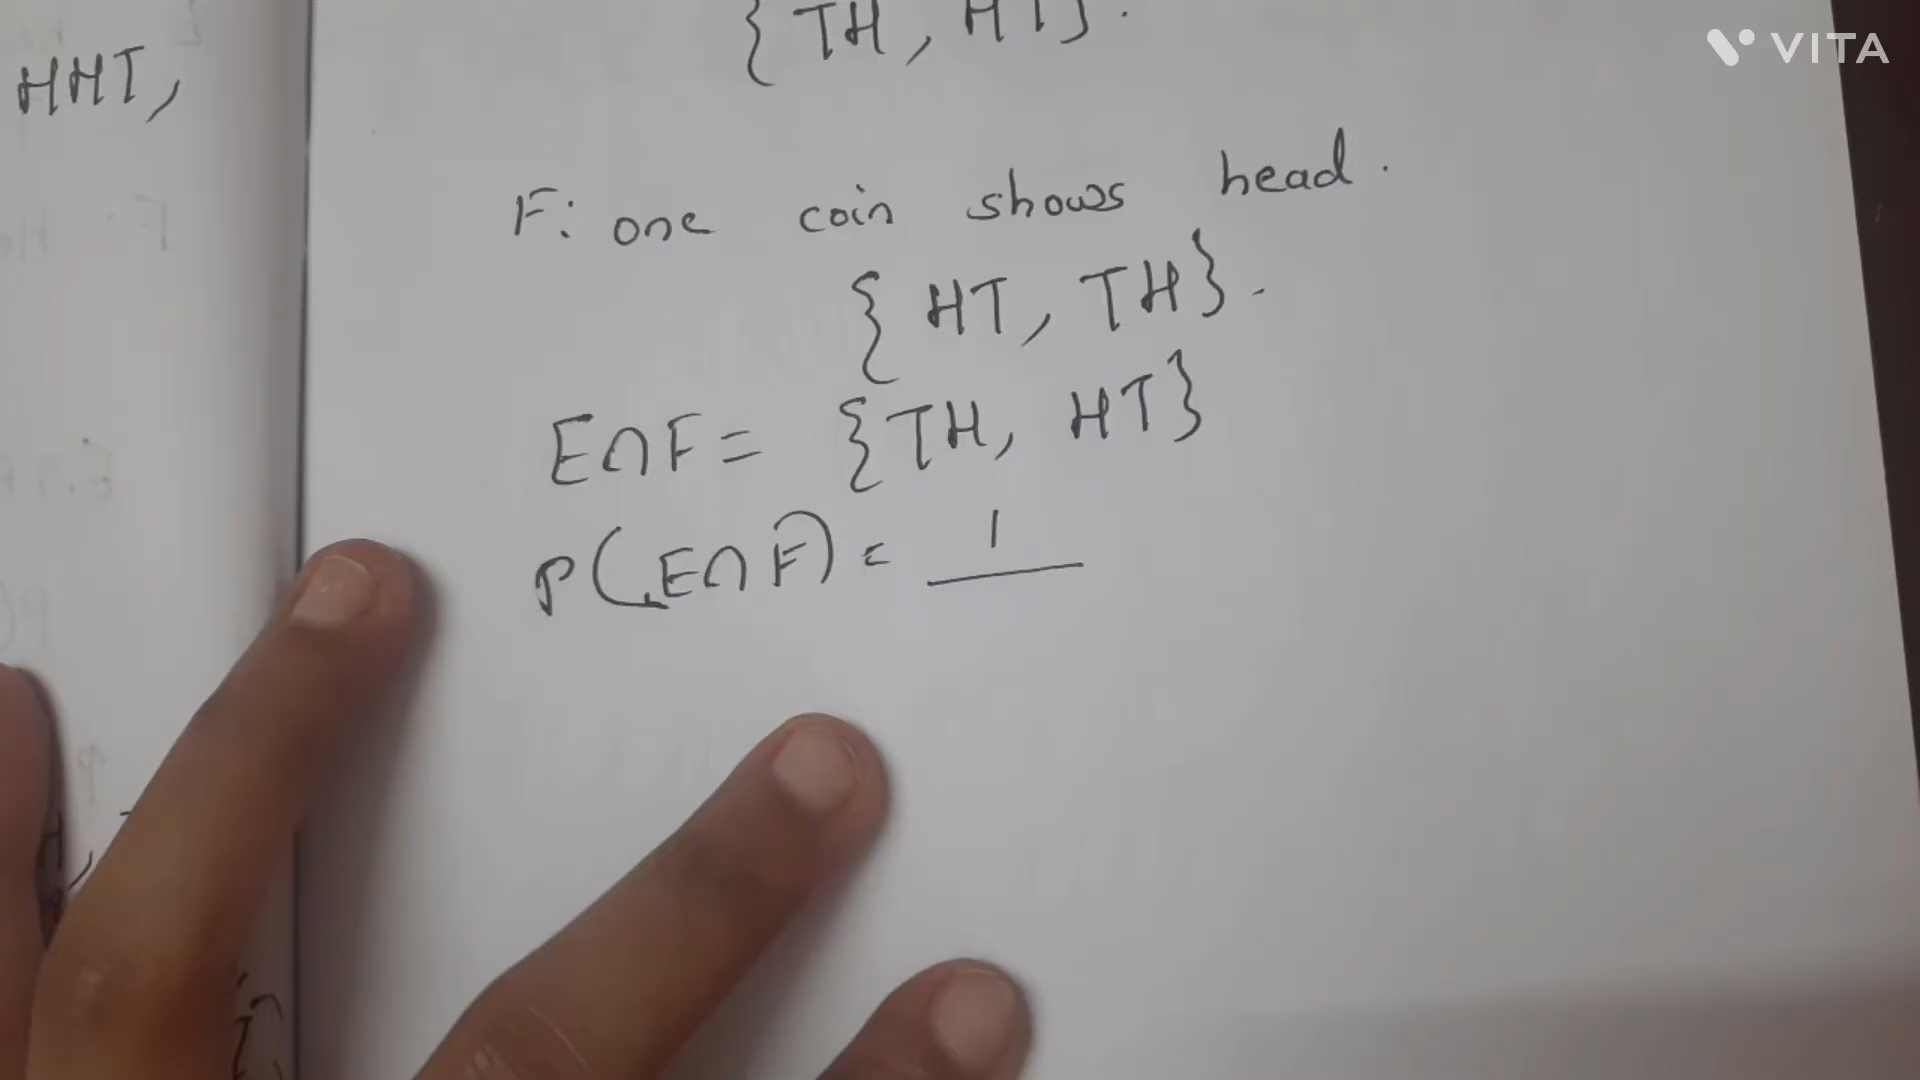 HHT,
{TH, HT}.
VITA
F: one coin shows head.
{HT, TH}.
E∩F= {TH, HT}
P(E∩F)= 1